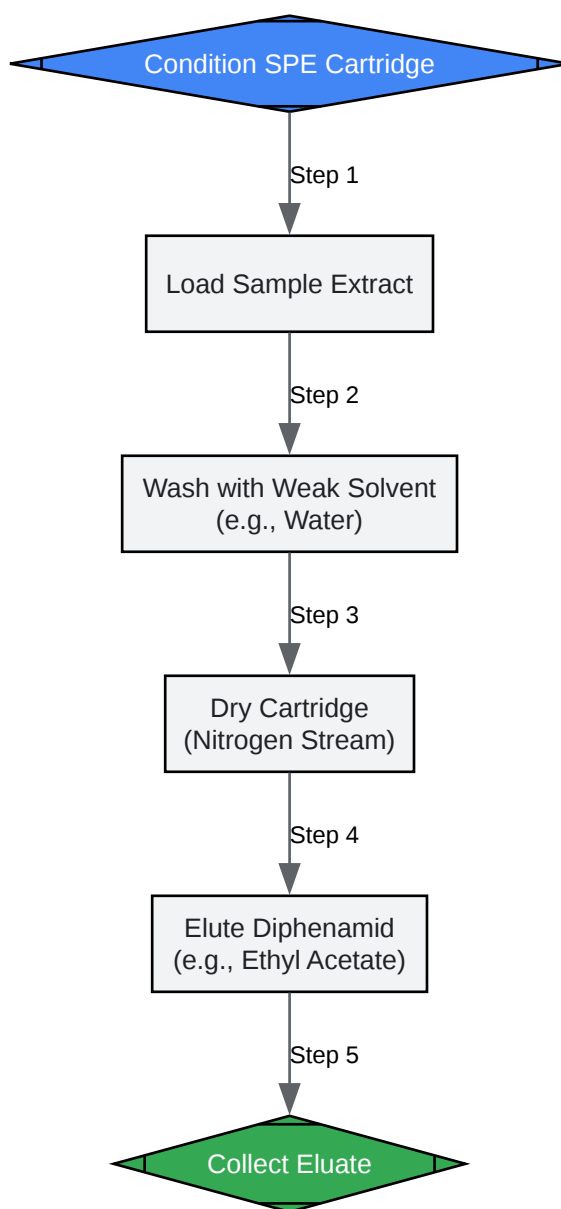 Condition SPE Cartridge
Step 1
Load Sample Extract
Step 2
Wash with Weak Solvent
(e.g., Water)
Step 3
Dry Cartridge
(Nitrogen Stream)
Step 4
Elute Diphenamid
(e.g., Ethyl Acetate)
Step 5
Collect Eluate